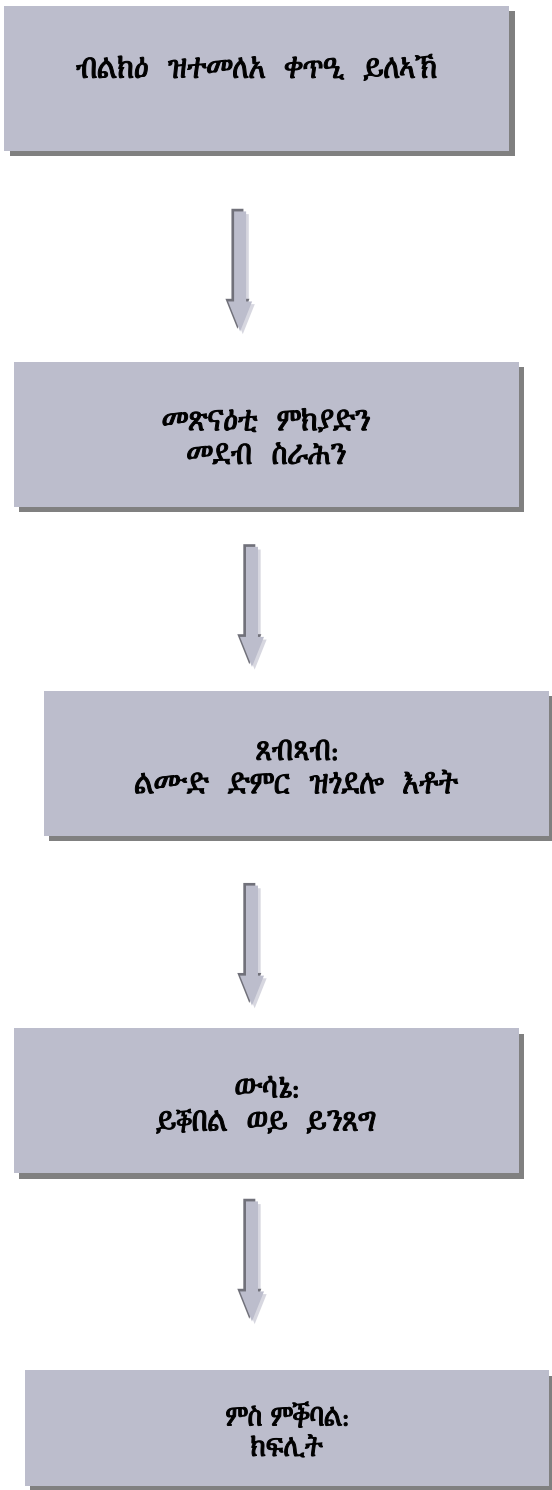 ብልክዕ ዝተመለአ ቀጥዒ ይለኣኽ
መጽናዕቲ ምክያድን
መደብ ስራሕን
ጸብጻብ:
ልሙድ ድምር ዝጎደሎ እቶት
ውሳኔ:
ይቕበል ወይ ይንጸግ
ምስ ምቕባል:
ክፍሊት